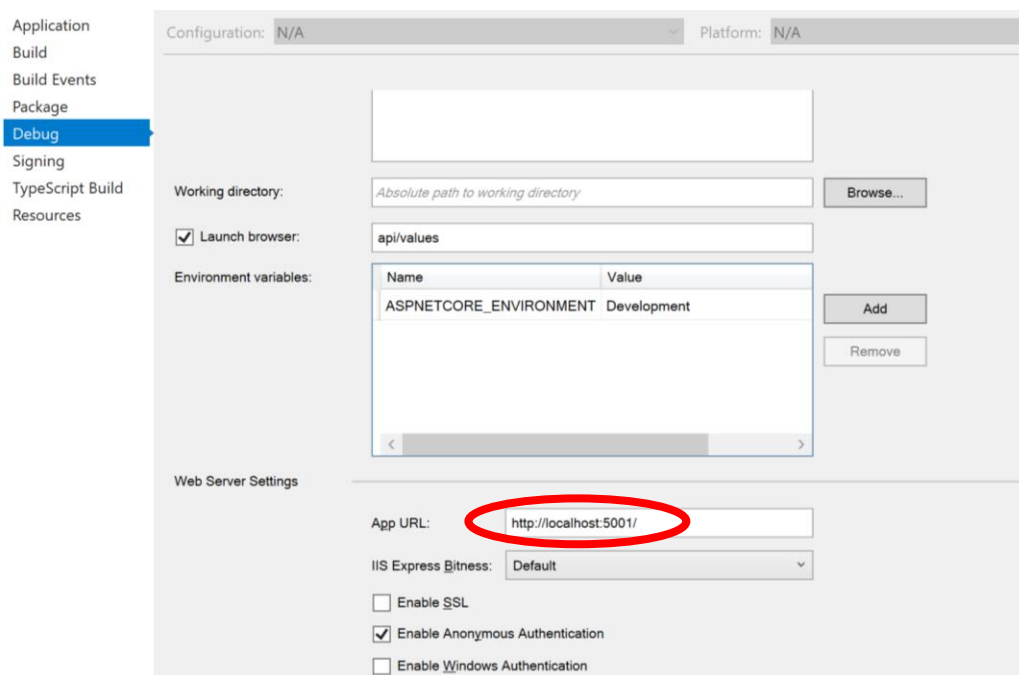 Application
Build
Build Events
Package
Debug
Signing
TypeScript Build
Resources
Configuration: N/A Platform: N/A
Working directory: Absolute path to working directory Browse...
Launch browser: api/values
Environment variables:
Name Value
ASPNETCORE_ENVIRONMENT Development
Add
Remove
Web Server Settings
App URL: http://localhost:5001/
IIS Express Bitness: Default
Enable SSL
Enable Anonymous Authentication
Enable Windows Authentication